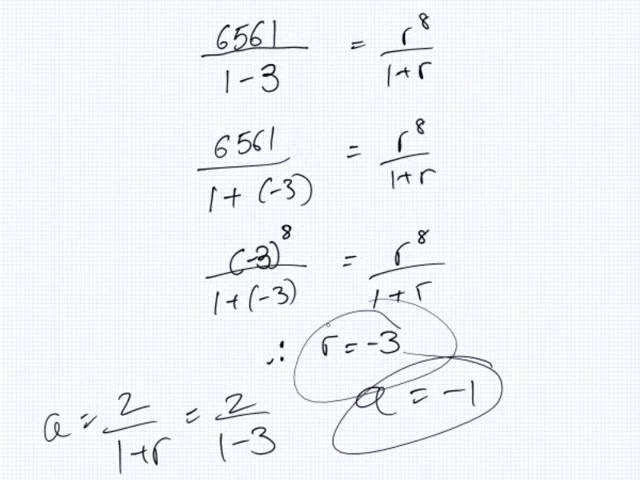 6561/(1-3) = r^8/(1+r)
6561/(1+(-3)) = r^8/(1+r)
(-3)^8/(1+(-3)) = r^8/(1+r)
∴ r = -3
a = 2/(1+r) = 2/(1-3) a = -1